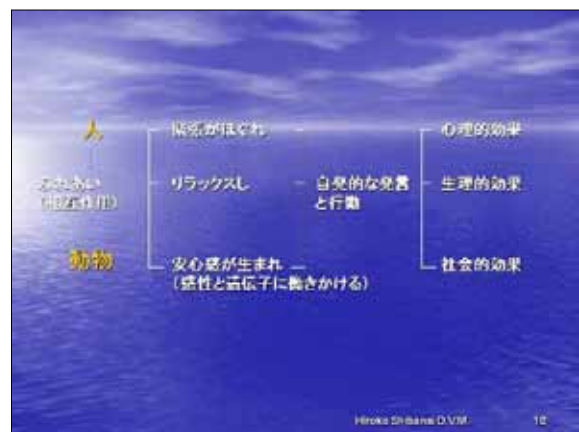 人
緊張がほぐれ
心理的効果
ふれあい
(相互作用)
リラックスし
自発的な発言
と行動
生理的効果
動物
安心感が生まれ
(感性と遺伝子に働きかける)
社会的効果
Hiroko Shibanai D.V.M.